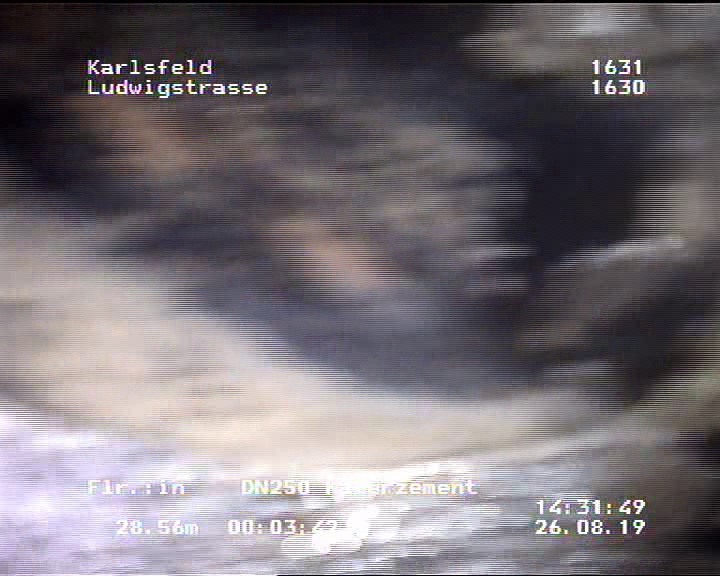 Karlsfeld 1631
Ludwigstrasse 1630
Flr.:in DN250
14:31:49
28.56m 26.08.19